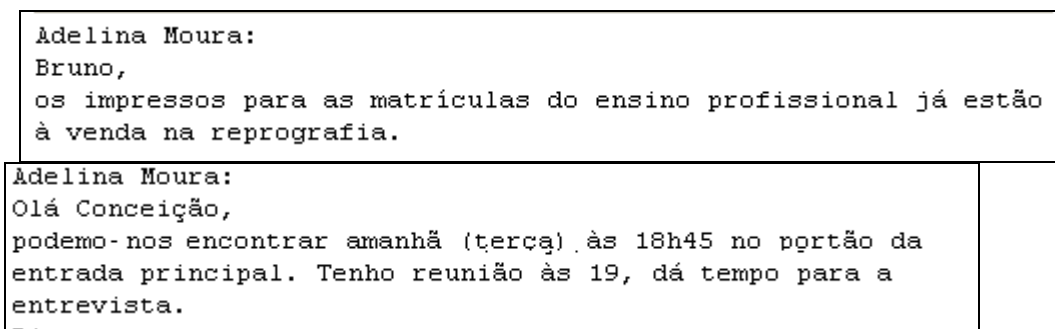 Adelina Moura:
Bruno,
os impressos para as matrículas do ensino profissional já estão
à venda na reprografia.
Adelina Moura:
Olá Conceição,
podemo-nos encontrar amanhã (terça) às 18h45 no portão da
entrada principal. Tenho reunião às 19, dá tempo para a
entrevista.